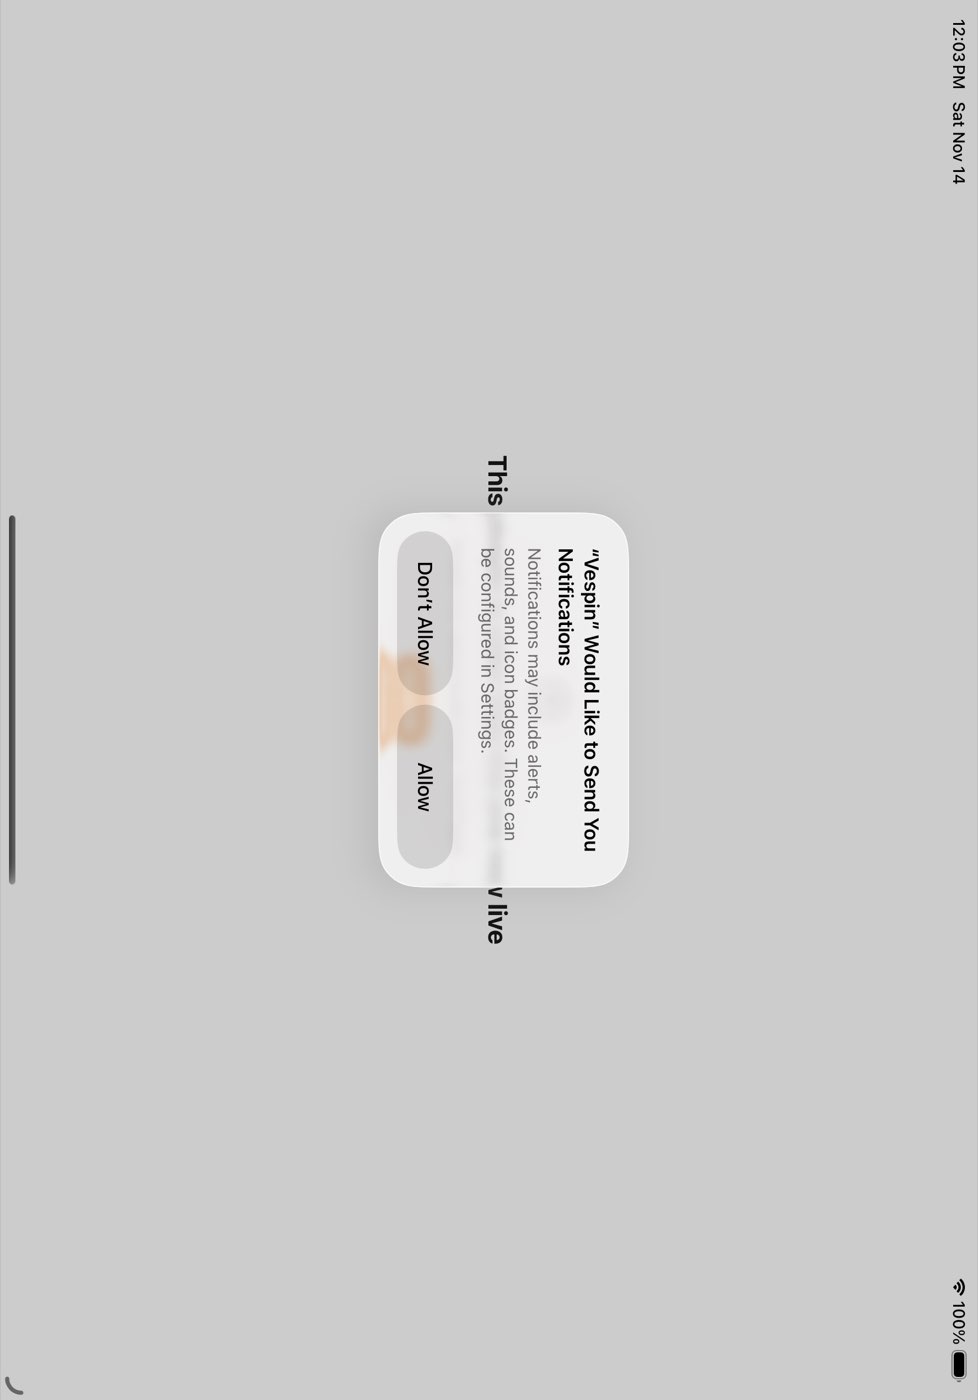 12:03 PM Sat Nov 14
100%
“Vespin” Would Like to Send You
Notifications
Notifications may include alerts,
sounds, and icon badges. These can
be configured in Settings.
This
live
Don’t Allow
Allow